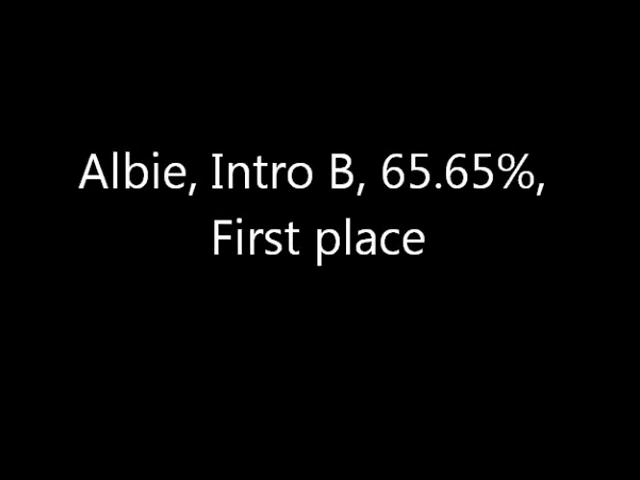 Albie, Intro B, 65.65%,
First place